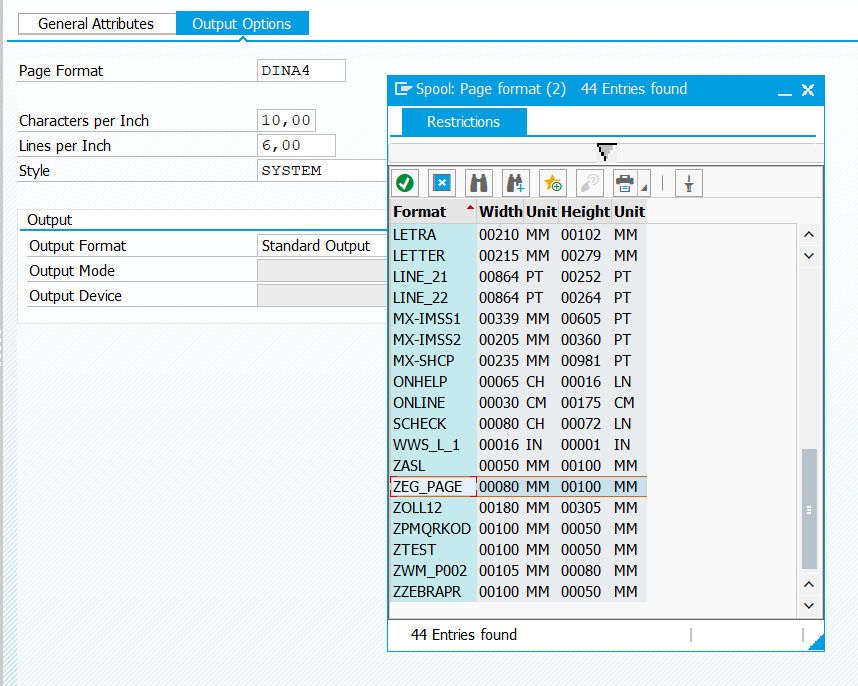 General Attributes Output Options
Page Format DINA4
Characters per Inch 10,00
Lines per Inch 6,00
Style SYSTEM
Output
Output Format Standard Output
Output Mode
Output Device
Spool: Page format (2) 44 Entries found
Restrictions
Format Width Unit Height Unit
LETRA 00210 MM 00102 MM
LETTER 00215 MM 00279 MM
LINE_21 00864 PT 00252 PT
LINE_22 00864 PT 00264 PT
MX-IMSS1 00339 MM 00605 PT
MX-IMSS2 00205 MM 00360 PT
MX-SHCP 00235 MM 00981 PT
ONHELP 00065 CH 00016 LN
ONLINE 00030 CM 00175 CM
SCHECK 00080 CH 00072 LN
WWS_L_1 00016 IN 00001 IN
ZASL 00050 MM 00100 MM
ZEG_PAGE 00080 MM 00100 MM
ZOLL12 00180 MM 00305 MM
ZPMQRKOD 00100 MM 00050 MM
ZTEST 00100 MM 00050 MM
ZWM_P002 00105 MM 00080 MM
ZZEBRAPR 00100 MM 00050 MM
44 Entries found